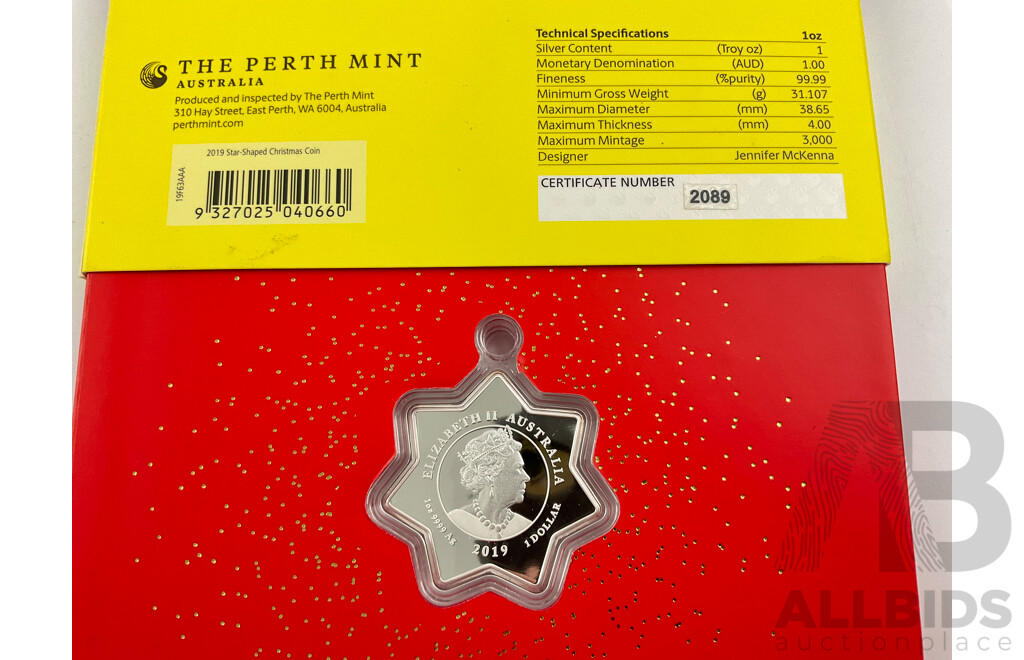 THE PERTH MINT
AUSTRALIA
Produced and inspected by The Perth Mint
310 Hay Street, East Perth, WA 6004, Australia
perthmint.com
2019 Star-Shaped Christmas Coin
19F63AAA
9 327025 040660
Technical Specifications 1oz
Silver Content (Troy oz) 1
Monetary Denomination (AUD) 1.00
Fineness (%purity) 99.99
Minimum Gross Weight (g) 31.107
Maximum Diameter (mm) 38.65
Maximum Thickness (mm) 4.00
Maximum Mintage 3,000
Designer Jennifer McKenna
CERTIFICATE NUMBER 2089
ELIZABETH II AUSTRALIA
1oz 9999 Ag 2019 1 DOLLAR
AB
ALLBIDS
auctionplace